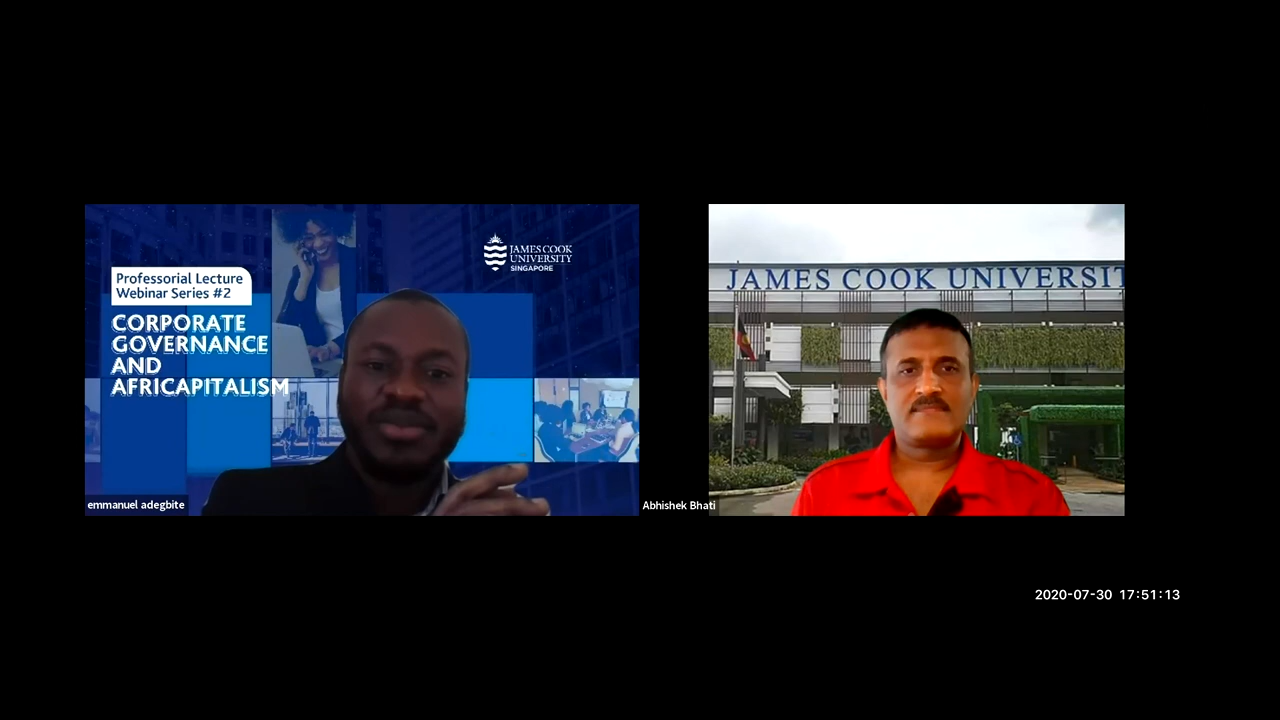 Professorial Lecture
Webinar Series #2
CORPORATE
GOVERNANCE
AND
AFRICAPITALISM
JAMES COOK
UNIVERSITY
SINGAPORE
emmanuel adegbite
JAMES COOK UNIVERSIT
Abhishek Bhati
2020-07-30 17:51:13